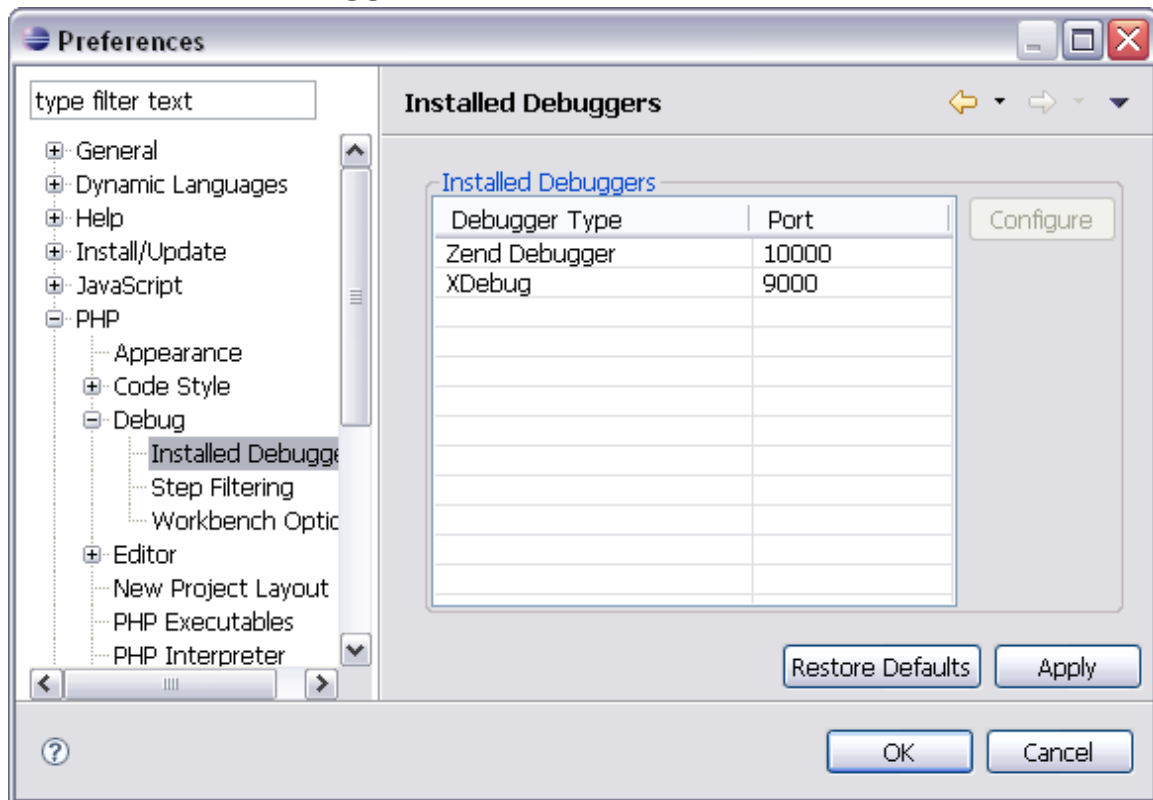 Preferences
type filter text
Installed Debuggers
General
Dynamic Languages
Help
Install/Update
JavaScript
PHP
Appearance
Code Style
Debug
Installed Debugge
Step Filtering
Workbench Optic
Editor
New Project Layout
PHP Executables
PHP Interpreter
Installed Debuggers
Debugger Type Port
Zend Debugger 10000
XDebug 9000
Configure
Restore Defaults Apply
? OK Cancel